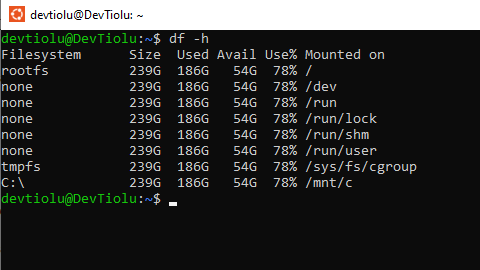 devtiolu@DevTiolu: ~
devtiolu@DevTiolu:~$ df -h
Filesystem      Size  Used Avail Use% Mounted on
rootfs          239G  186G   54G  78% /
none            239G  186G   54G  78% /dev
none            239G  186G   54G  78% /run
none            239G  186G   54G  78% /run/lock
none            239G  186G   54G  78% /run/shm
none            239G  186G   54G  78% /run/user
tmpfs           239G  186G   54G  78% /sys/fs/cgroup
C:\             239G  186G   54G  78% /mnt/c
devtiolu@DevTiolu:~$